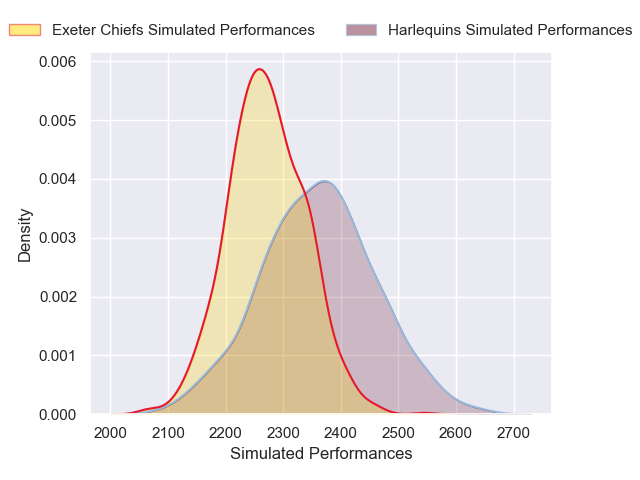 Exeter Chiefs Simulated Performances Harlequins Simulated Performances
0.006
0.005
0.004
0.003
0.002
0.001
0.000
Density
2000 2100 2200 2300 2400 2500 2600 2700
Simulated Performances